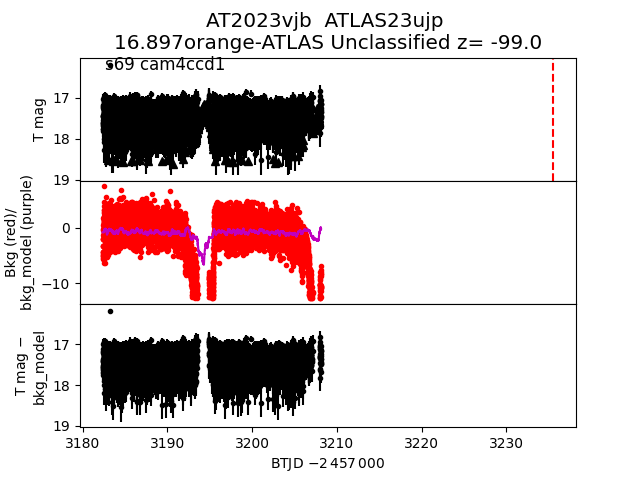 AT2023vjb  ATLAS23ujp
16.897orange-ATLAS Unclassified z= -99.0
s69 cam4ccd1
T mag
17
18
19
Bkg (red)/
bkg_model (purple)
0
−10
T mag −
bkg_model
17
18
19
3180
3190
3200
3210
3220
3230
BTJD −2 457 000